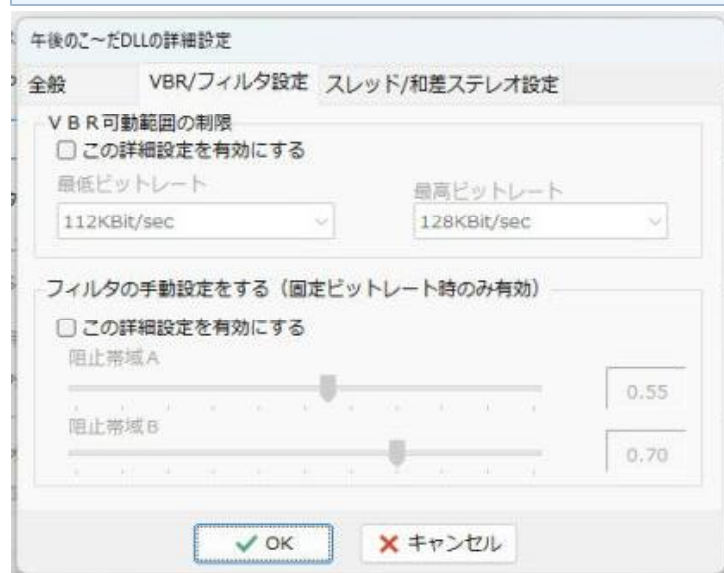 午後のこ～だDLLの詳細設定
全般 VBR/フィルタ設定 スレッド/和差ステレオ設定
ＶＢＲ可動範囲の制限
この詳細設定を有効にする
最低ビットレート 最高ビットレート
112KBit/sec 128KBit/sec
フィルタの手動設定をする（固定ビットレート時のみ有効）
この詳細設定を有効にする
阻止帯域Ａ
0.55
阻止帯域Ｂ
0.70
OK キャンセル